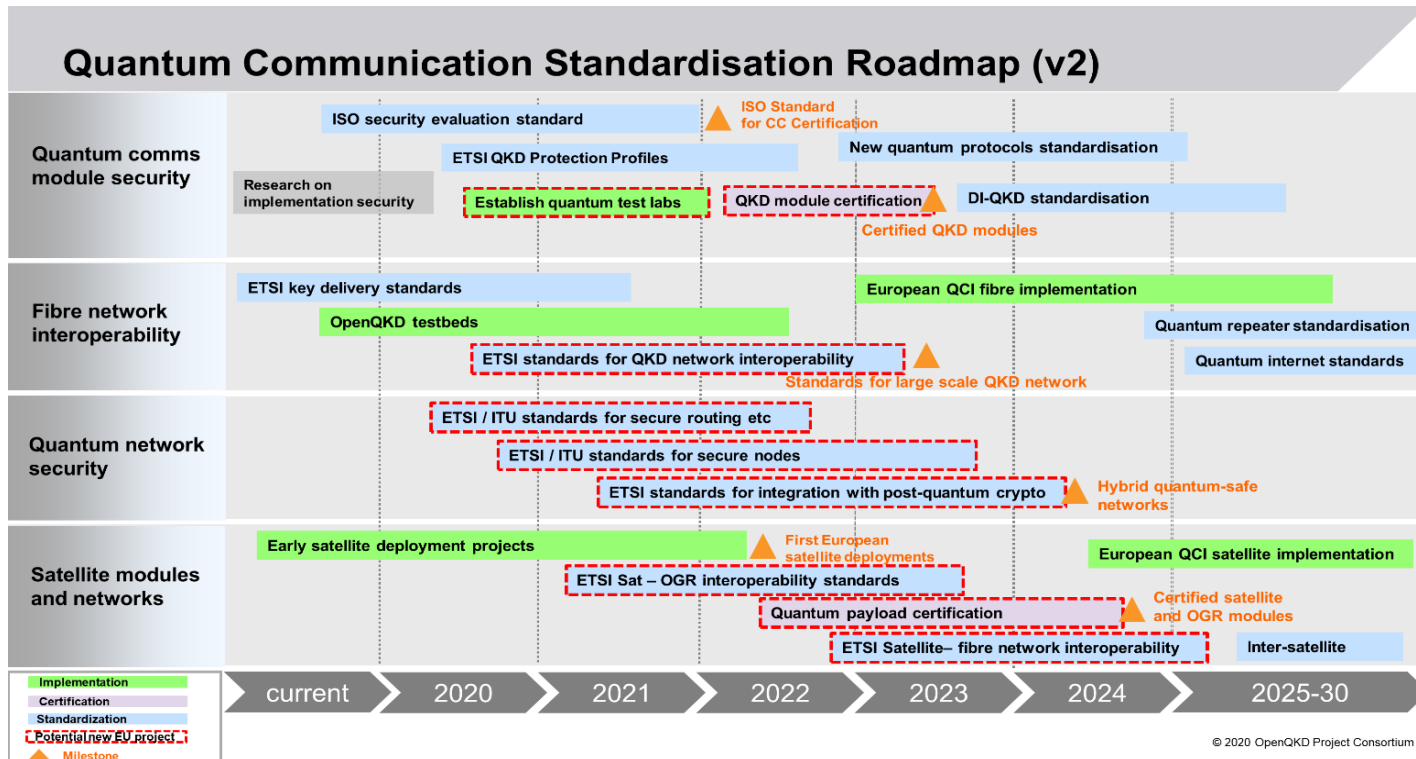 Quantum Communication Standardisation Roadmap (v2)
Quantum comms
module security
ISO security evaluation standard
ISO Standard
for CC Certification
ETSI QKD Protection Profiles
New quantum protocols standardisation
Research on
implementation security
Establish quantum test labs
QKD module certification
DI-QKD standardisation
Certified QKD modules
Fibre network
interoperability
ETSI key delivery standards
European QCI fibre implementation
OpenQKD testbeds
Quantum repeater standardisation
ETSI standards for QKD network interoperability
Quantum internet standards
Standards for large scale QKD network
Quantum network
security
ETSI / ITU standards for secure routing etc
ETSI / ITU standards for secure nodes
ETSI standards for integration with post-quantum crypto
Hybrid quantum-safe
networks
Satellite modules
and networks
Early satellite deployment projects
First European
satellite deployments
European QCI satellite implementation
ETSI Sat – OGR interoperability standards
Quantum payload certification
Certified satellite
and OGR modules
ETSI Satellite– fibre network interoperability
Inter-satellite
current
2020
2021
2022
2023
2024
2025-30
Implementation
Certification
Standardization
Potential new EU project
Milestone
© 2020 OpenQKD Project Consortium